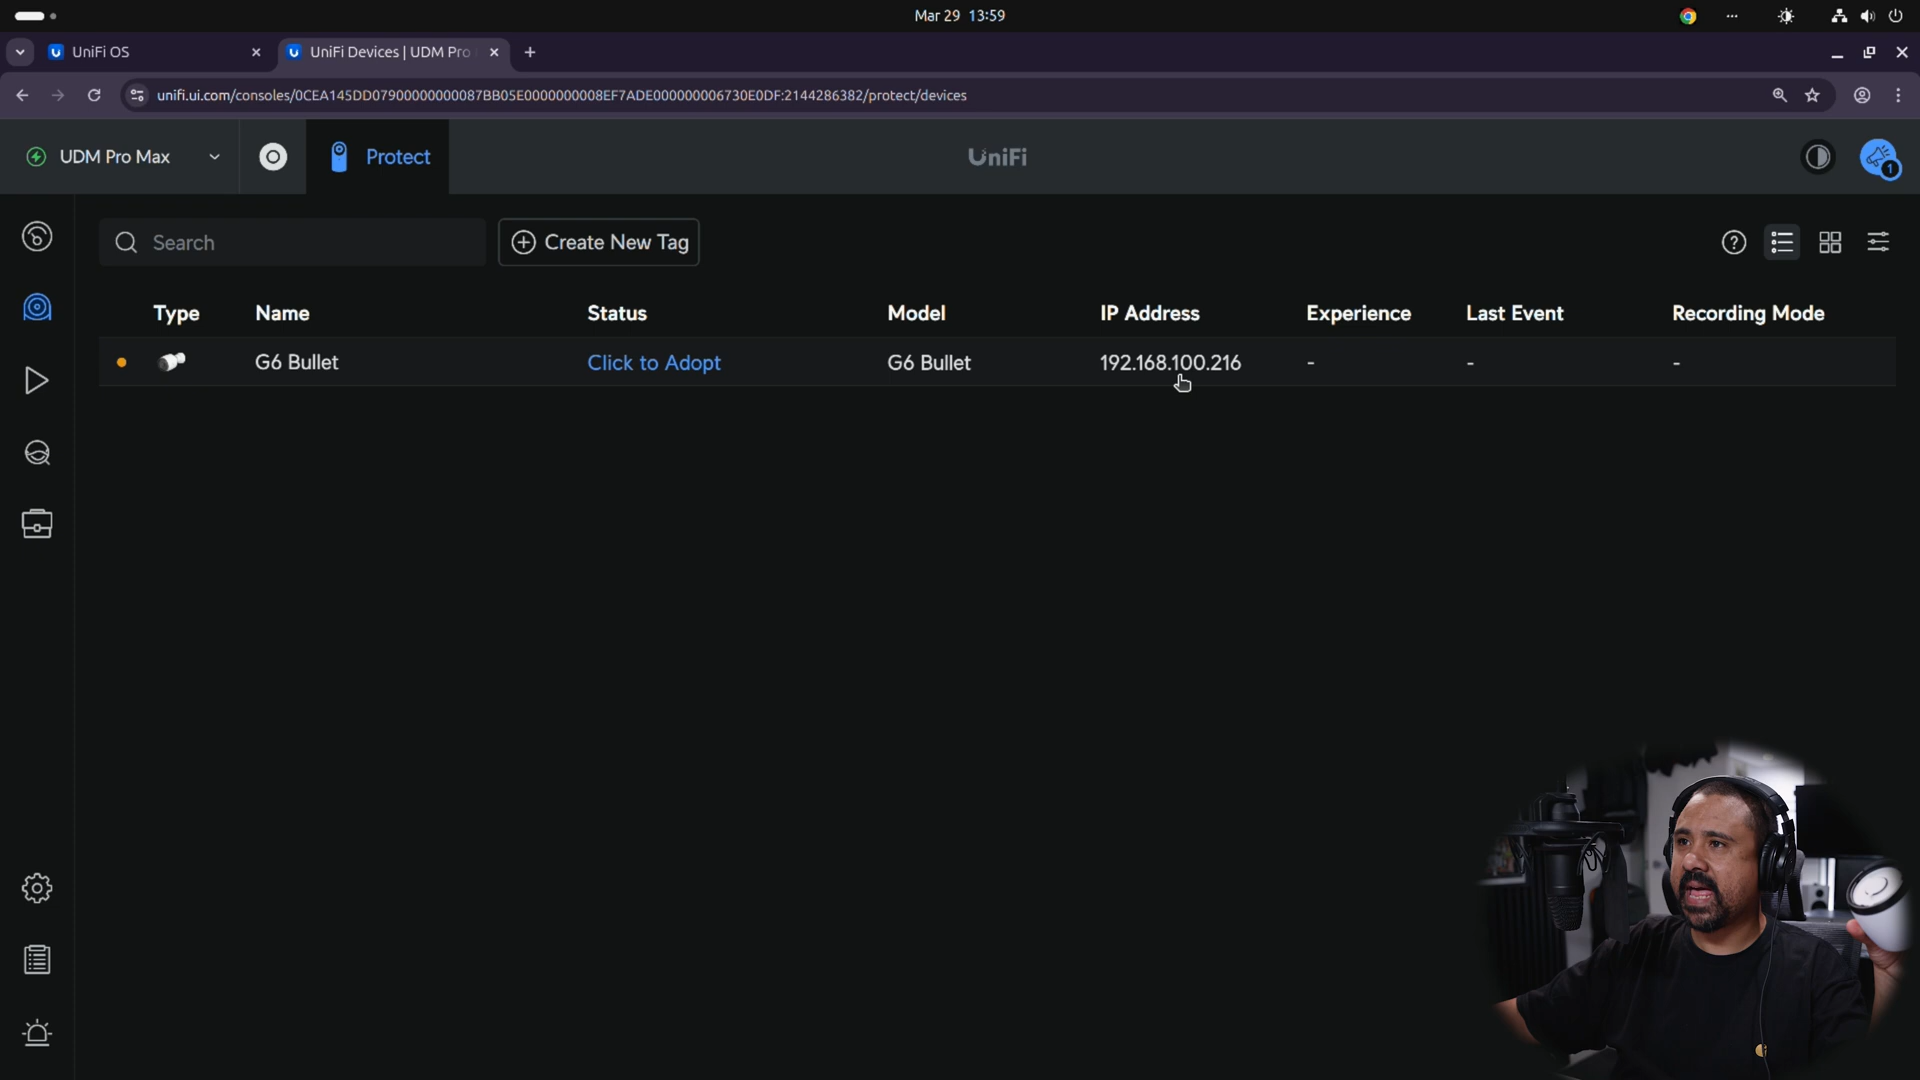 Mar 29 13:59
UniFi OS
UniFi Devices | UDM Pro
unifi.ui.com/consoles/0CEA145DD07900000000087BB05E0000000008EF7ADE000000006730E0DF:2144286382/protect/devices
UDM Pro Max
Protect
UniFi
1
Search
Create New Tag
Type Name Status Model IP Address Experience Last Event Recording Mode
G6 Bullet Click to Adopt G6 Bullet 192.168.100.216 - - -